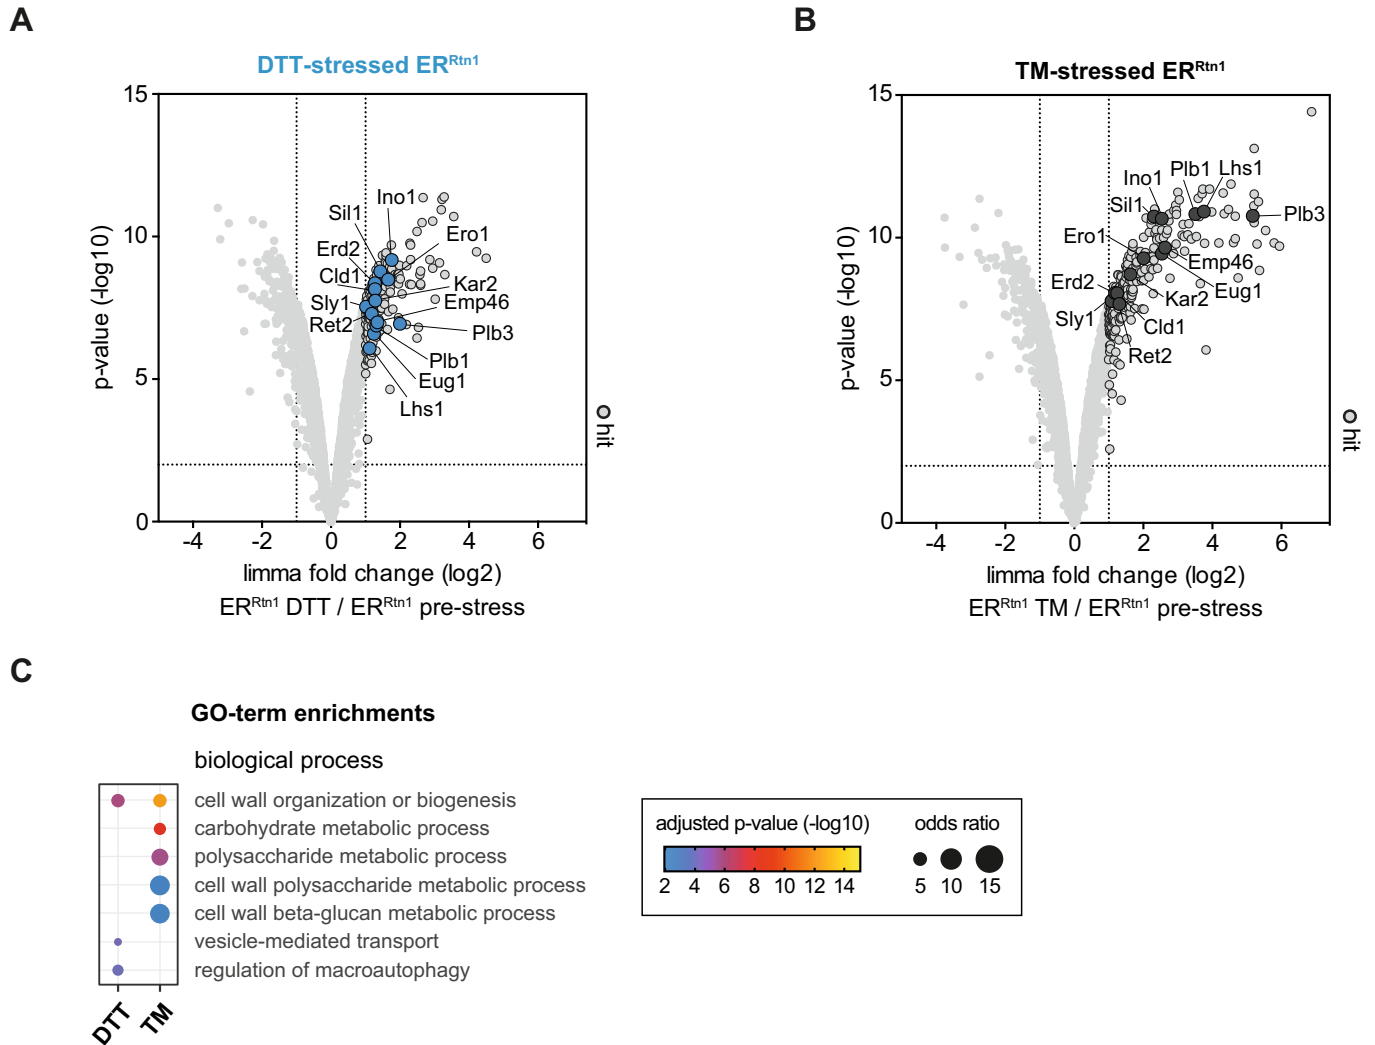 A
DTT-stressed ER^Rtn1
15
10
5
0
p-value (-log10)
Ino1
Sil1
Ero1
Erd2
Cld1
Kar2
Sly1
Emp46
Ret2
Plb3
Plb1
Eug1
Lhs1
hit
-4 -2 0 2 4 6
limma fold change (log2)
ER^Rtn1 DTT / ER^Rtn1 pre-stress
B
TM-stressed ER^Rtn1
15
10
5
0
p-value (-log10)
Plb1 Lhs1
Ino1
Sil1
Plb3
Ero1
Emp46
Erd2
Eug1
Kar2
Sly1
Cld1
Ret2
hit
-4 -2 0 2 4 6
limma fold change (log2)
ER^Rtn1 TM / ER^Rtn1 pre-stress
C
GO-term enrichments
biological process
cell wall organization or biogenesis
carbohydrate metabolic process
polysaccharide metabolic process
cell wall polysaccharide metabolic process
cell wall beta-glucan metabolic process
vesicle-mediated transport
regulation of macroautophagy
DTT TM
adjusted p-value (-log10)
2 4 6 8 10 12 14
odds ratio
5 10 15